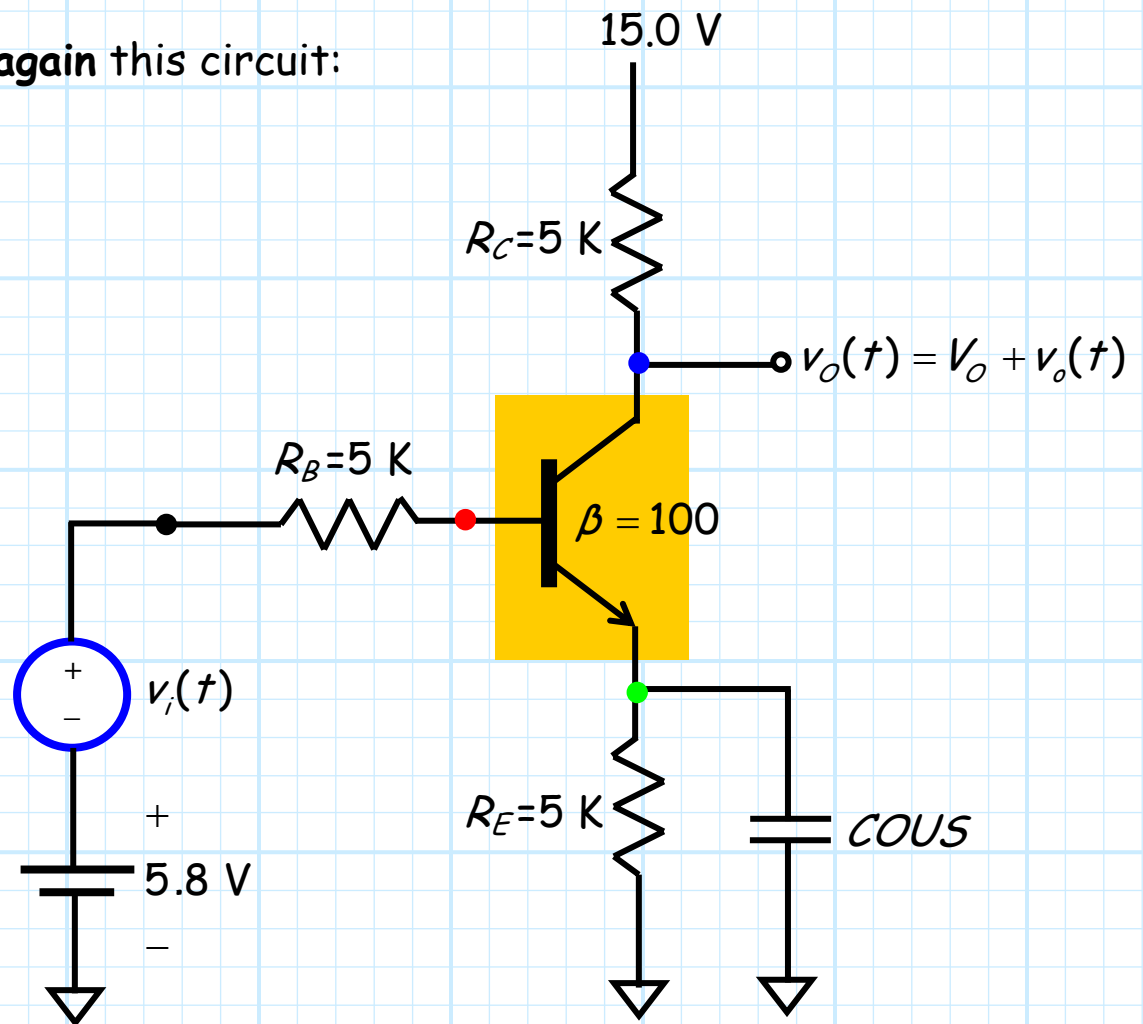 15.0 V
again this circuit:
R_C=5 K
v_O(t) = V_O + v_o(t)
R_B=5 K
β = 100
+
–
v_i(t)
+
5.8 V
–
R_E=5 K
COUS